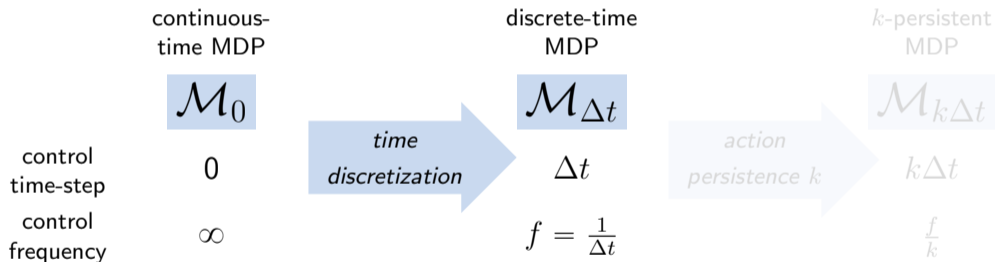 continuous-
time MDP
discrete-time
MDP
k-persistent
MDP
ℳ₀
ℳ_Δt
ℳ_kΔt
time
discretization
action
persistence k
control
time-step
0
Δt
kΔt
control
frequency
∞
f = 1/Δt
f/k